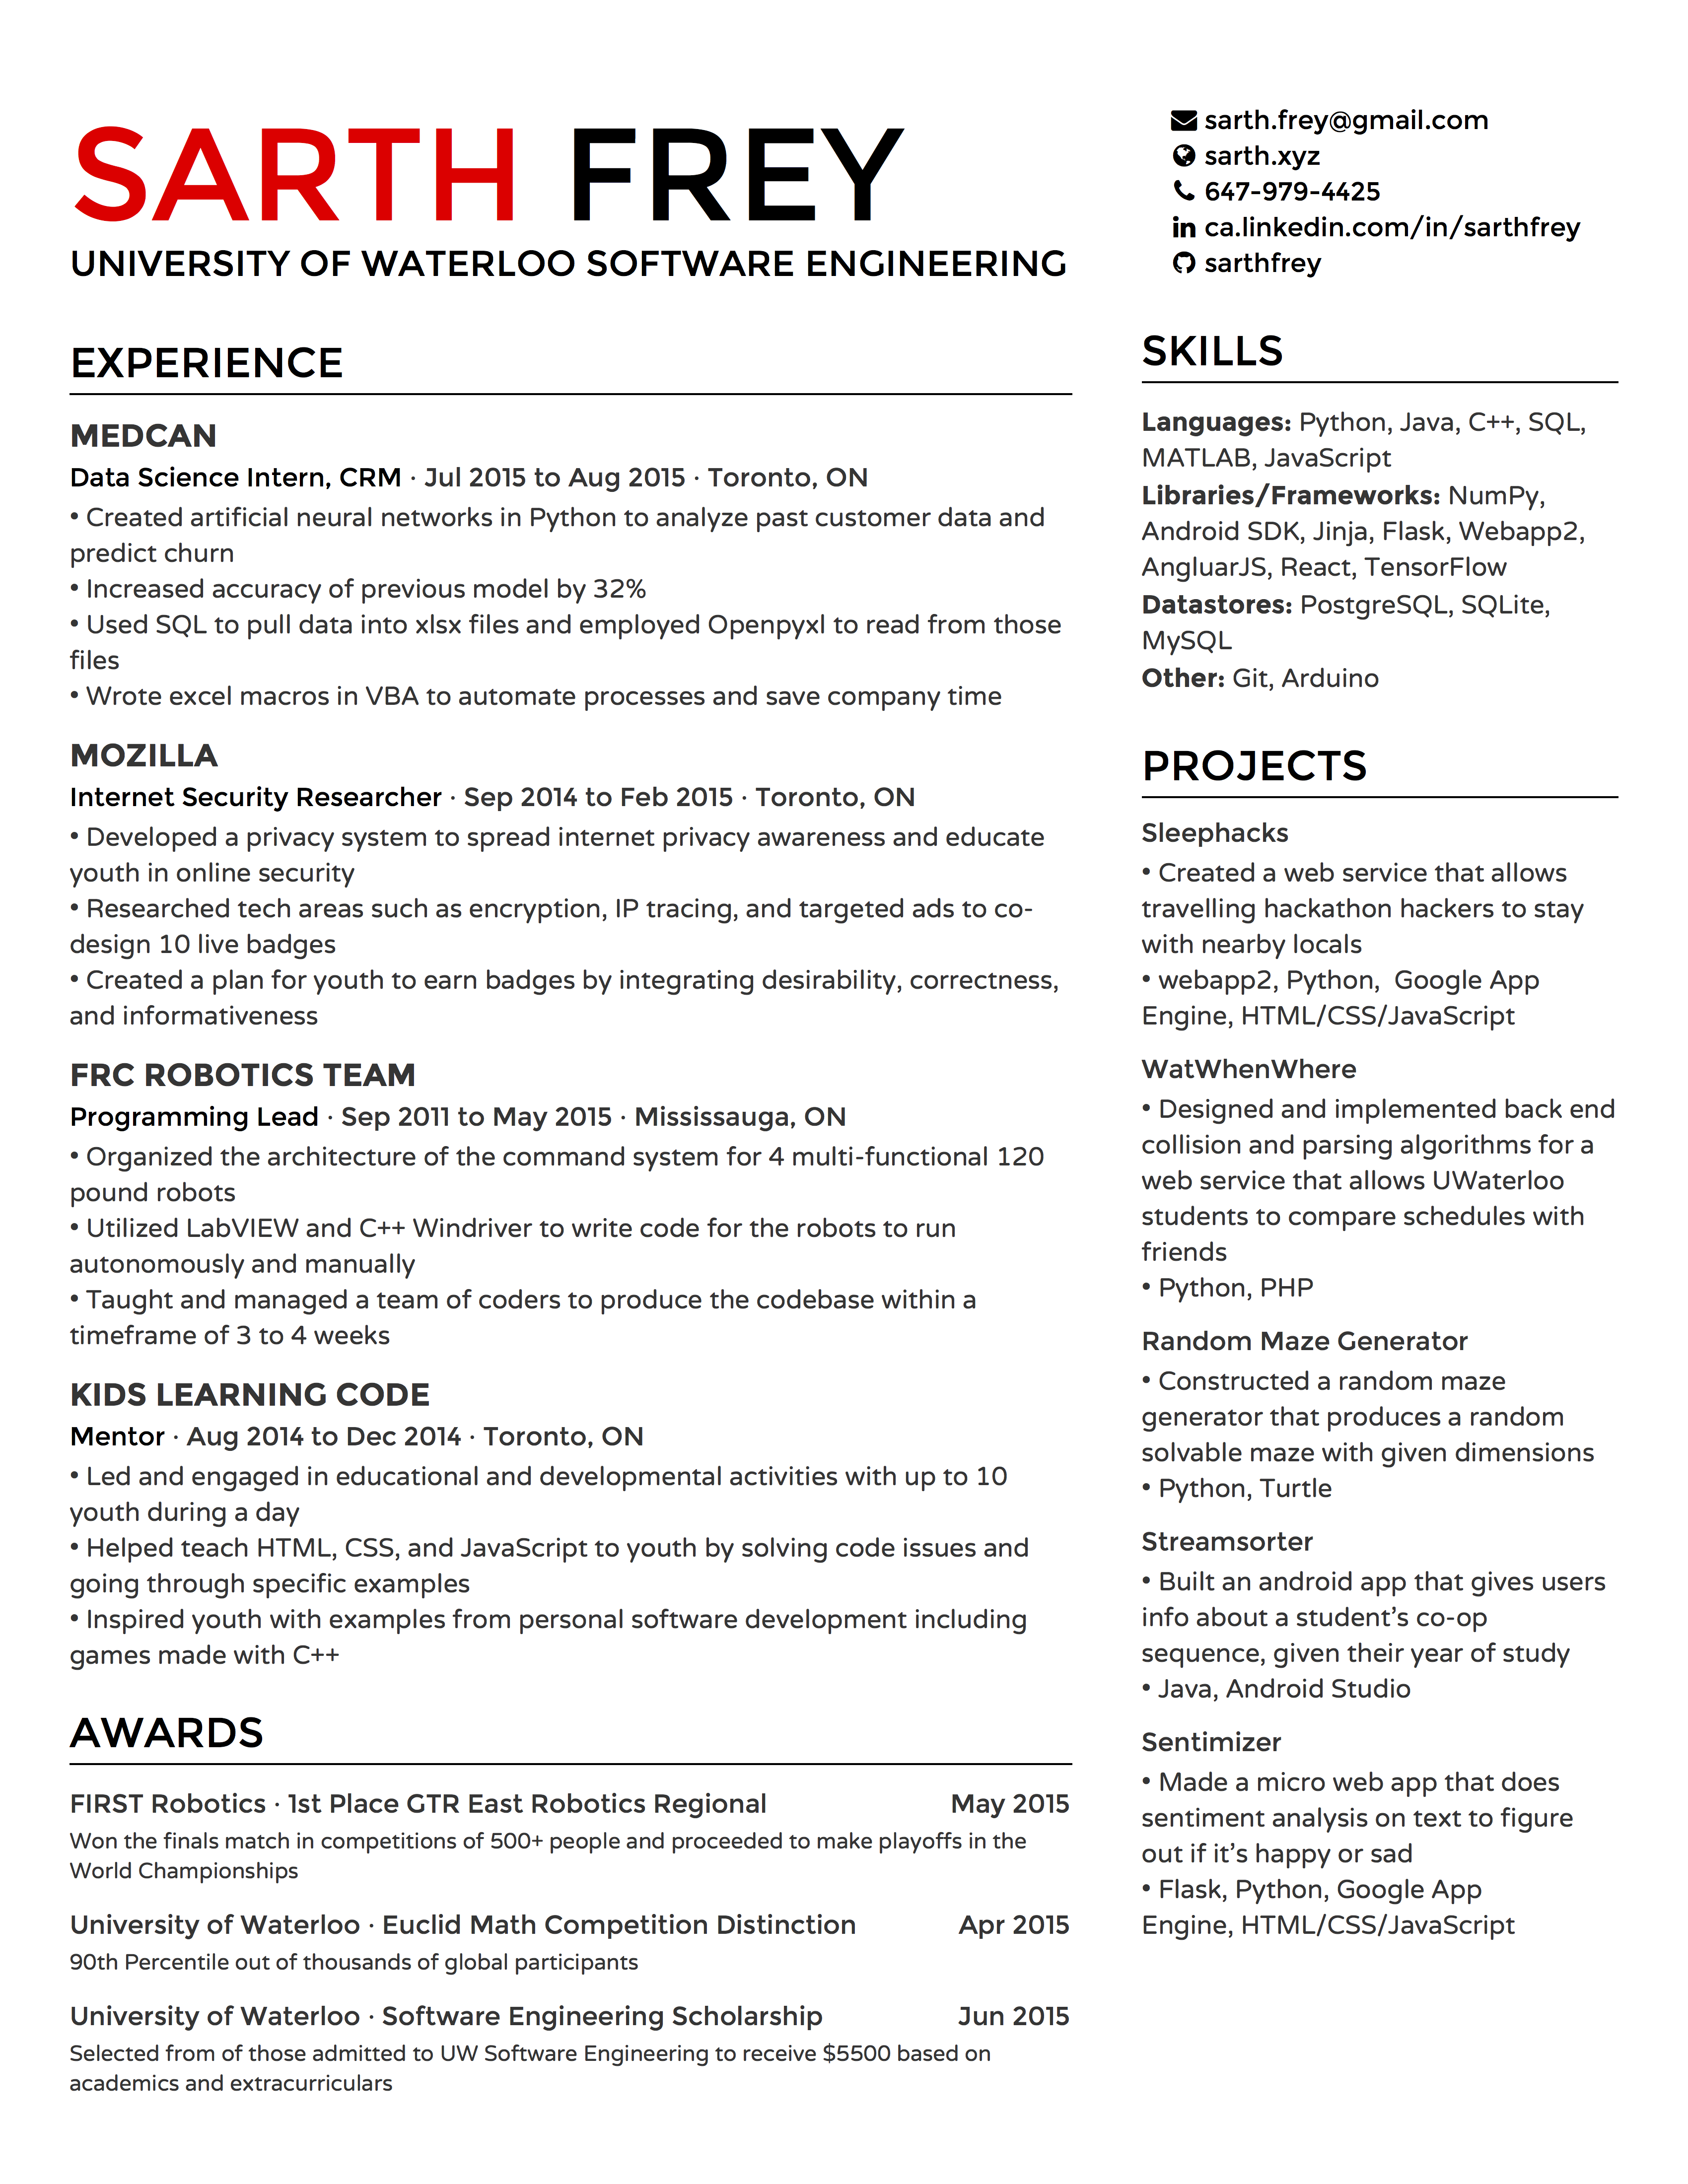 SARTH FREY
UNIVERSITY OF WATERLOO SOFTWARE ENGINEERING
sarth.frey@gmail.com
sarth.xyz
647-979-4425
ca.linkedin.com/in/sarthfrey
sarthfrey
EXPERIENCE
MEDCAN
Data Science Intern, CRM · Jul 2015 to Aug 2015 · Toronto, ON
• Created artificial neural networks in Python to analyze past customer data and
predict churn
• Increased accuracy of previous model by 32%
• Used SQL to pull data into xlsx files and employed Openpyxl to read from those
files
• Wrote excel macros in VBA to automate processes and save company time
MOZILLA
Internet Security Researcher · Sep 2014 to Feb 2015 · Toronto, ON
• Developed a privacy system to spread internet privacy awareness and educate
youth in online security
• Researched tech areas such as encryption, IP tracing, and targeted ads to co-
design 10 live badges
• Created a plan for youth to earn badges by integrating desirability, correctness,
and informativeness
FRC ROBOTICS TEAM
Programming Lead · Sep 2011 to May 2015 · Mississauga, ON
• Organized the architecture of the command system for 4 multi-functional 120
pound robots
• Utilized LabVIEW and C++ Windriver to write code for the robots to run
autonomously and manually
• Taught and managed a team of coders to produce the codebase within a
timeframe of 3 to 4 weeks
KIDS LEARNING CODE
Mentor · Aug 2014 to Dec 2014 · Toronto, ON
• Led and engaged in educational and developmental activities with up to 10
youth during a day
• Helped teach HTML, CSS, and JavaScript to youth by solving code issues and
going through specific examples
• Inspired youth with examples from personal software development including
games made with C++
AWARDS
FIRST Robotics · 1st Place GTR East Robotics Regional May 2015
Won the finals match in competitions of 500+ people and proceeded to make playoffs in the
World Championships
University of Waterloo · Euclid Math Competition Distinction Apr 2015
90th Percentile out of thousands of global participants
University of Waterloo · Software Engineering Scholarship Jun 2015
Selected from of those admitted to UW Software Engineering to receive $5500 based on
academics and extracurriculars
SKILLS
Languages: Python, Java, C++, SQL,
MATLAB, JavaScript
Libraries/Frameworks: NumPy,
Android SDK, Jinja, Flask, Webapp2,
AngluarJS, React, TensorFlow
Datastores: PostgreSQL, SQLite,
MySQL
Other: Git, Arduino
PROJECTS
Sleephacks
• Created a web service that allows
travelling hackathon hackers to stay
with nearby locals
• webapp2, Python,  Google App
Engine, HTML/CSS/JavaScript
WatWhenWhere
• Designed and implemented back end
collision and parsing algorithms for a
web service that allows UWaterloo
students to compare schedules with
friends
• Python, PHP
Random Maze Generator
• Constructed a random maze
generator that produces a random
solvable maze with given dimensions
• Python, Turtle
Streamsorter
• Built an android app that gives users
info about a student’s co-op
sequence, given their year of study
• Java, Android Studio
Sentimizer
• Made a micro web app that does
sentiment analysis on text to figure
out if it’s happy or sad
• Flask, Python, Google App
Engine, HTML/CSS/JavaScript